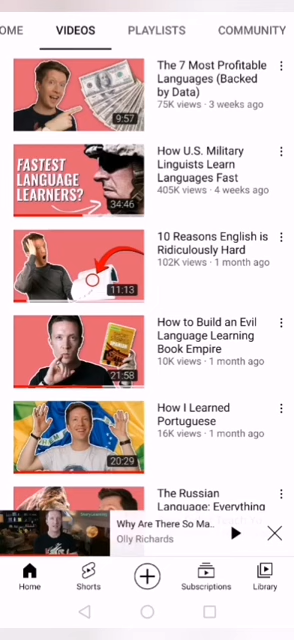 OME VIDEOS PLAYLISTS COMMUNITY
The 7 Most Profitable
Languages (Backed
by Data)
75K views · 3 weeks ago
9:57
How U.S. Military
Linguists Learn
Languages Fast
405K views · 4 weeks ago
FASTEST
LANGUAGE
LEARNERS?
34:46
10 Reasons English is
Ridiculously Hard
102K views · 1 month ago
11:13
How to Build an Evil
Language Learning
Book Empire
10K views · 1 month ago
21:58
How I Learned
Portuguese
16K views · 1 month ago
20:29
The Russian
Language: Everything
Why Are There So Ma..
Olly Richards
Home Shorts Subscriptions Library